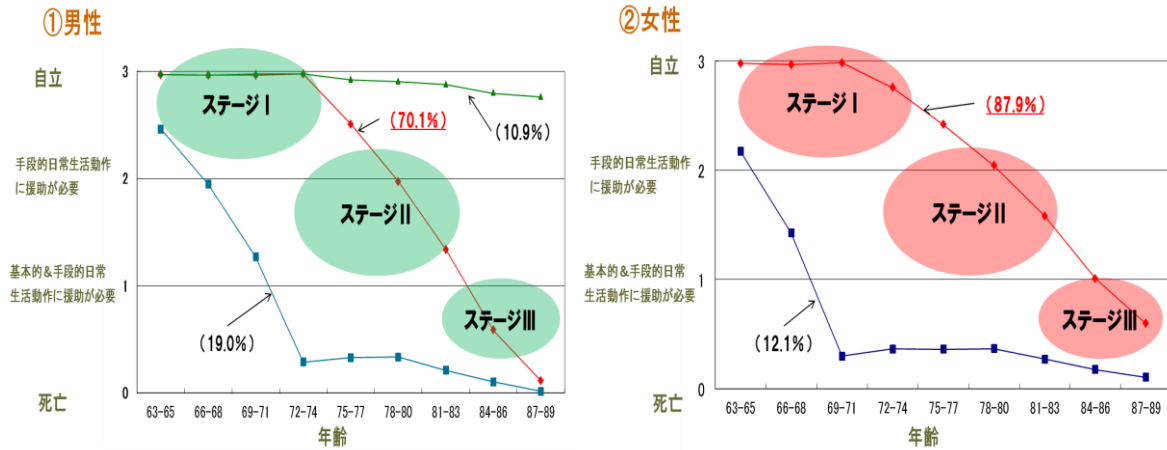 ①男性
自立
3
ステージⅠ
(70.1%)
(10.9%)
手段的日常生活動作
に援助が必要
2
ステージⅡ
基本的&手段的日常
生活動作に援助が必要
1
ステージⅢ
(19.0%)
0
死亡
63-65 66-68 69-71 72-74 75-77 78-80 81-83 84-86 87-89
年齢
②女性
自立
3
ステージⅠ
(87.9%)
手段的日常生活動作
に援助が必要
2
ステージⅡ
基本的&手段的日常
生活動作に援助が必要
1
ステージⅢ
(12.1%)
0
死亡
63-65 66-68 69-71 72-74 75-77 78-80 81-83 84-86 87-89
年齢